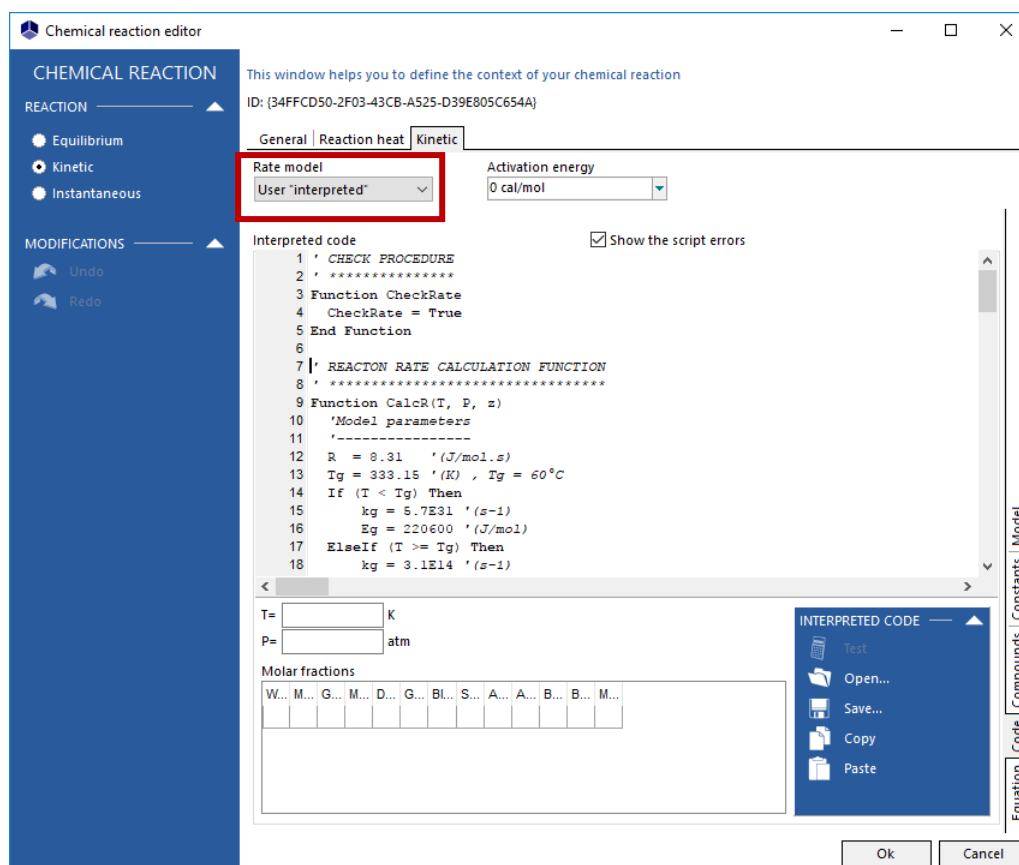 Chemical reaction editor
CHEMICAL REACTION
REACTION
Equilibrium
Kinetic
Instantaneous
MODIFICATIONS
Undo
Redo
This window helps you to define the context of your chemical reaction
ID: {34FFCD50-2F03-43CB-A525-D39E805C654A}
General Reaction heat Kinetic
Rate model Activation energy
User "interpreted" 0 cal/mol
Interpreted code Show the script errors
1 ' CHECK PROCEDURE
2 ' ***************
3 Function CheckRate
4 CheckRate = True
5 End Function
6
7 ' REACTON RATE CALCULATION FUNCTION
8 ' *********************************
9 Function CalcR(T, P, z)
10 'Model parameters
11 '----------------
12 R = 8.31 '(J/mol.s)
13 Tg = 333.15 '(K) , Tg = 60°C
14 If (T < Tg) Then
15 kg = 5.7E31 '(s-1)
16 Eg = 220600 '(J/mol)
17 ElseIf (T >= Tg) Then
18 kg = 3.1E14 '(s-1)
T= K
P= atm
Molar fractions
W... M... G... M... D... G... Bl... S... A... A... B... B... M...
INTERPRETED CODE
Test
Open...
Save...
Copy
Paste
Model
Constants
Compounds
Code
Equation
Ok Cancel